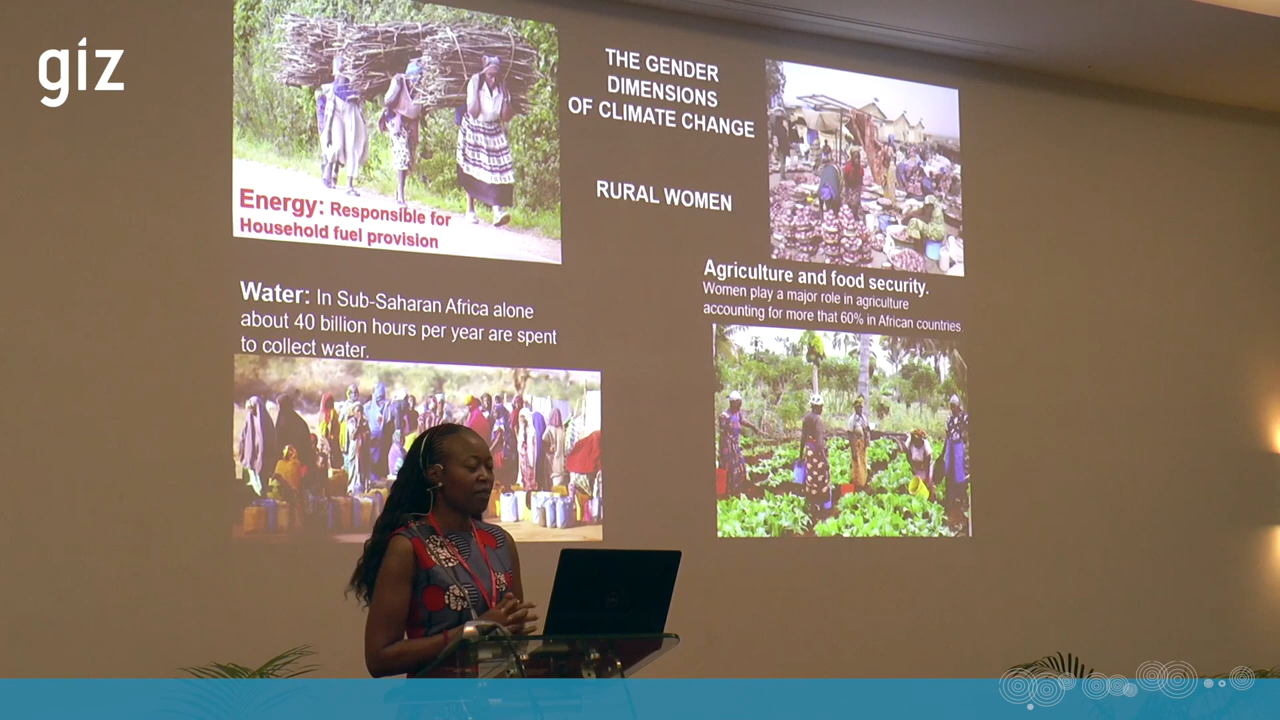 giz
THE GENDER
DIMENSIONS
OF CLIMATE CHANGE
RURAL WOMEN
Energy: Responsible for
Household fuel provision
Water: In Sub-Saharan Africa alone
about 40 billion hours per year are spent
to collect water.
Agriculture and food security.
Women play a major role in agriculture
accounting for more that 60% in African countries